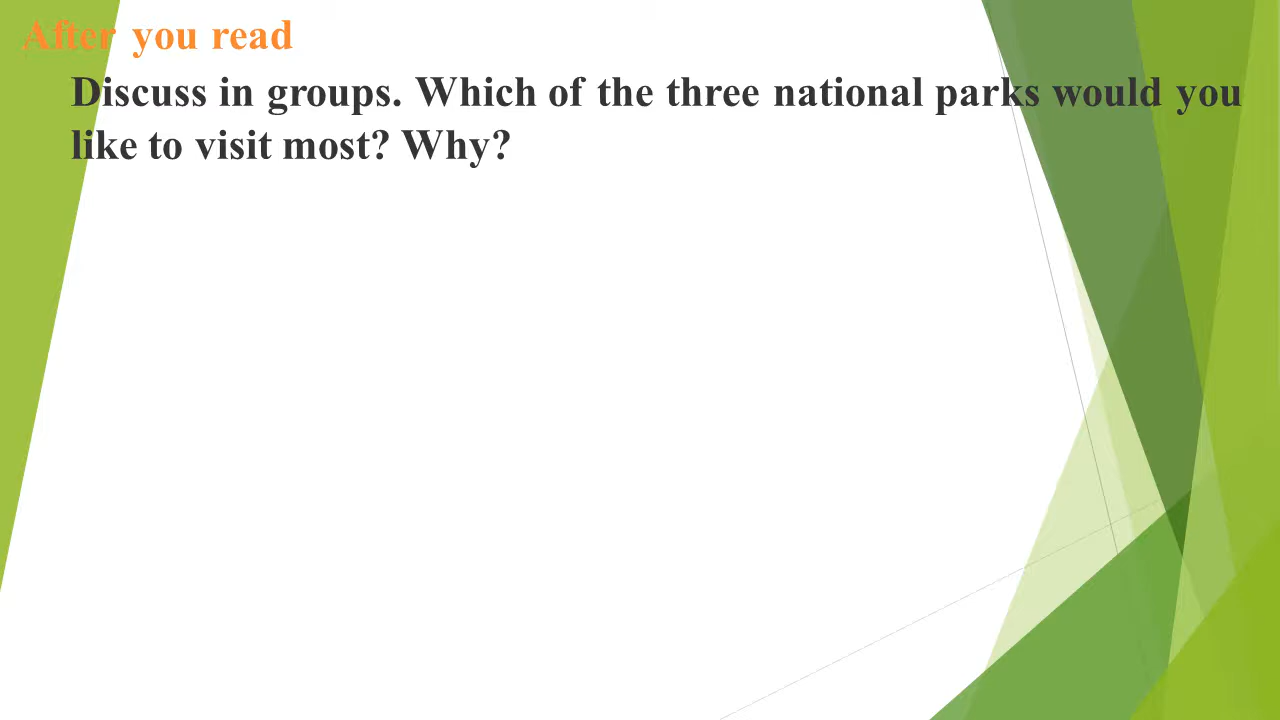 After you read
Discuss in groups. Which of the three national parks would you
like to visit most? Why?